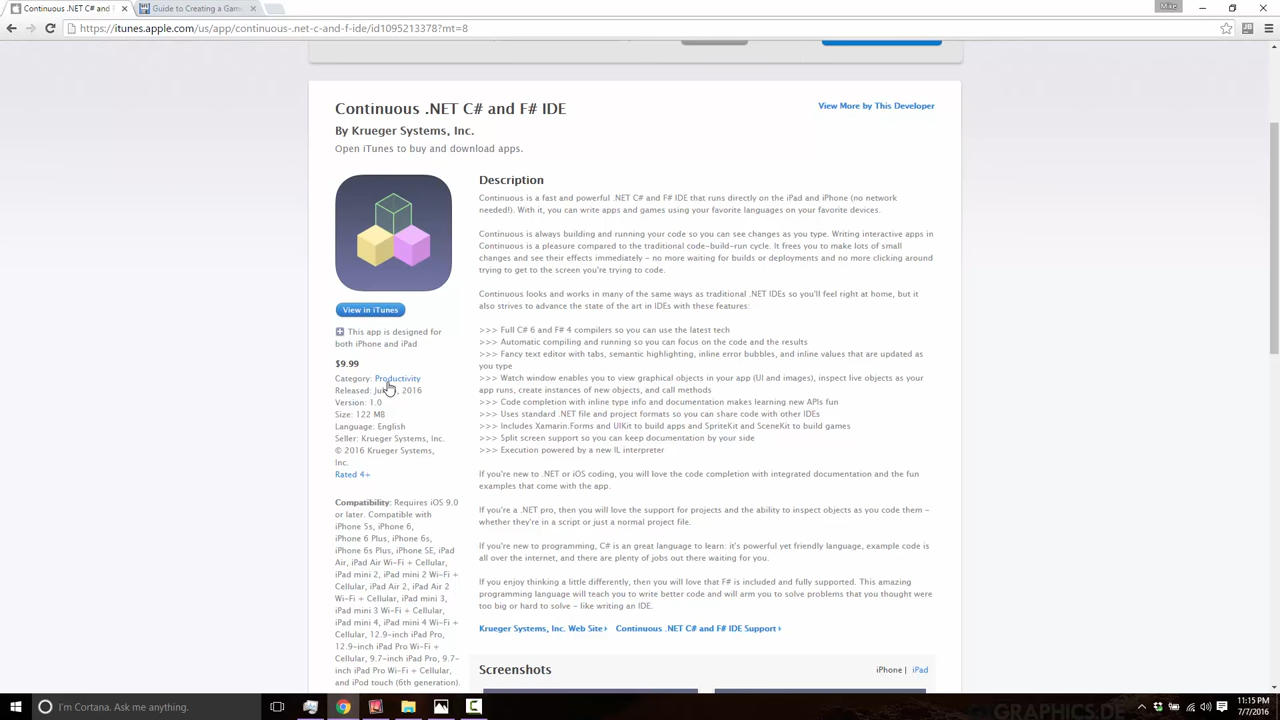 Continuous .NET C# and F
Guide to Creating a Game
Mike
https://itunes.apple.com/us/app/continuous-.net-c-and-f-ide/id1095213378?mt=8
Continuous .NET C# and F# IDE
View More by This Developer
By Krueger Systems, Inc.
Open iTunes to buy and download apps.
View in iTunes
This app is designed for
both iPhone and iPad
$9.99
Category: Productivity
Released: 2016
Version: 1.0
Size: 122 MB
Language: English
Seller: Krueger Systems, Inc.
© 2016 Krueger Systems,
Inc.
Rated 4+
Compatibility: Requires iOS 9.0
or later. Compatible with
iPhone 5s, iPhone 6,
iPhone 6 Plus, iPhone 6s,
iPhone 6s Plus, iPhone SE, iPad
Air, iPad Air Wi-Fi + Cellular,
iPad mini 2, iPad mini 2 Wi-Fi +
Cellular, iPad Air 2, iPad Air 2
Wi-Fi + Cellular, iPad mini 3,
iPad mini 3 Wi-Fi + Cellular,
iPad mini 4, iPad mini 4 Wi-Fi +
Cellular, 12.9-inch iPad Pro,
12.9-inch iPad Pro Wi-Fi +
Cellular, 9.7-inch iPad Pro, 9.7-
inch iPad Pro Wi-Fi + Cellular,
and iPod touch (6th generation).
Description
Continuous is a fast and powerful .NET C# and F# IDE that runs directly on the iPad and iPhone (no network
needed!). With it, you can write apps and games using your favorite languages on your favorite devices.
Continuous is always building and running your code so you can see changes as you type. Writing interactive apps in
Continuous is a pleasure compared to the traditional code-build-run cycle. It frees you to make lots of small
changes and see their effects immediately – no more waiting for builds or deployments and no more clicking around
trying to get to the screen you're trying to code.
Continuous looks and works in many of the same ways as traditional .NET IDEs so you'll feel right at home, but it
also strives to advance the state of the art in IDEs with these features:
>>> Full C# 6 and F# 4 compilers so you can use the latest tech
>>> Automatic compiling and running so you can focus on the code and the results
>>> Fancy text editor with tabs, semantic highlighting, inline error bubbles, and inline values that are updated as
you type
>>> Watch window enables you to view graphical objects in your app (UI and images), inspect live objects as your
app runs, create instances of new objects, and call methods
>>> Code completion with inline type info and documentation makes learning new APIs fun
>>> Uses standard .NET file and project formats so you can share code with other IDEs
>>> Includes Xamarin.Forms and UIKit to build apps and SpriteKit and SceneKit to build games
>>> Split screen support so you can keep documentation by your side
>>> Execution powered by a new IL interpreter
If you're new to .NET or iOS coding, you will love the code completion with integrated documentation and the fun
examples that come with the app.
If you're a .NET pro, then you will love the support for projects and the ability to inspect objects as you code them –
whether they're in a script or just a normal project file.
If you're new to programming, C# is an great language to learn: it's powerful yet friendly language, example code is
all over the internet, and there are plenty of jobs out there waiting for you.
If you enjoy thinking a little differently, then you will love that F# is included and fully supported. This amazing
programming language will teach you to write better code and will arm you to solve problems that you thought were
too big or hard to solve – like writing an IDE.
Krueger Systems, Inc. Web Site
Continuous .NET C# and F# IDE Support
Screenshots
iPhone | iPad
I'm Cortana. Ask me anything.
11:15 PM
7/7/2016